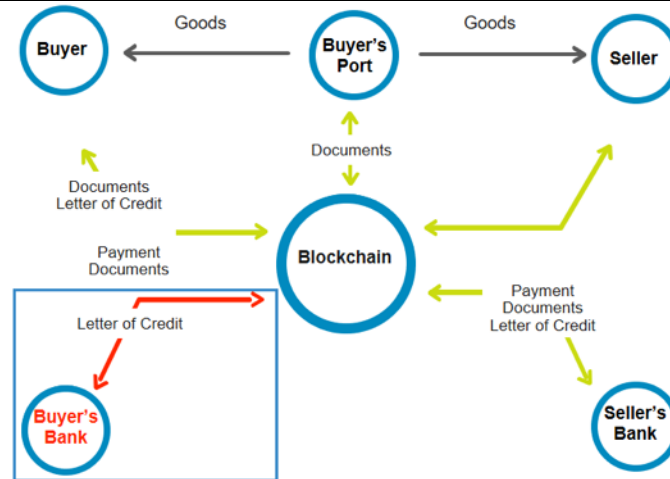 Goods
Goods
Buyer
Buyer's
Port
Seller
Documents
Documents
Letter of Credit
Blockchain
Payment
Documents
Payment
Documents
Letter of Credit
Letter of Credit
Buyer's
Bank
Seller's
Bank